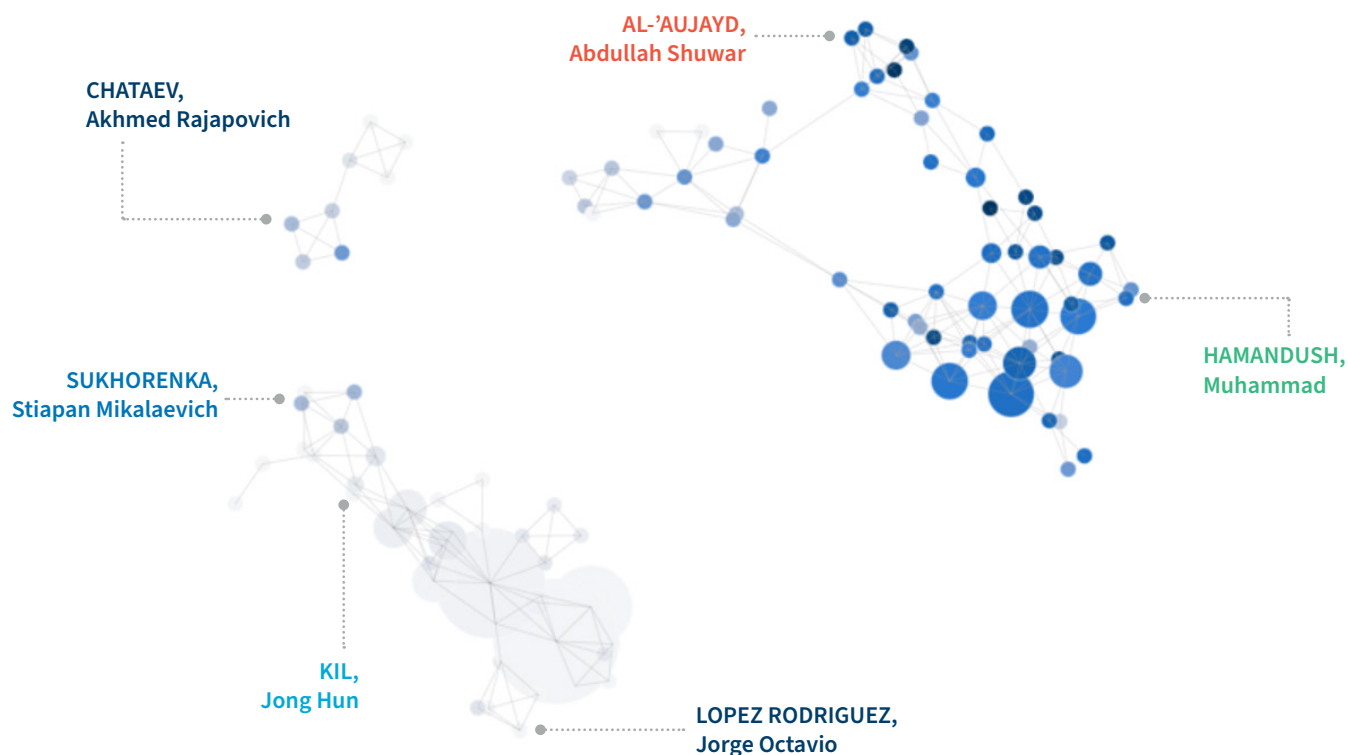 AL-’AUJAYD,
Abdullah Shuwar
CHATAEV,
Akhmed Rajapovich
HAMANDUSH,
Muhammad
SUKHORENKA,
Stiapan Mikalaevich
KIL,
Jong Hun
LOPEZ RODRIGUEZ,
Jorge Octavio